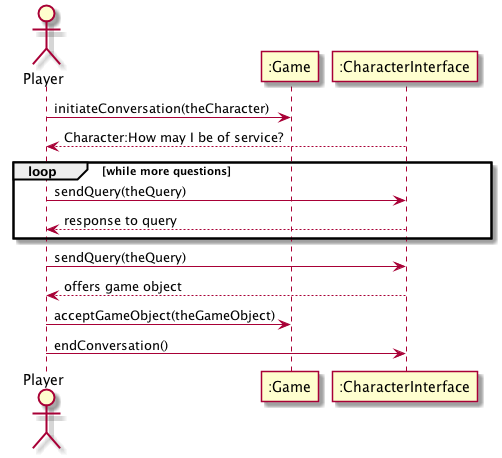 Player
:Game
:CharacterInterface
initiateConversation(theCharacter)
Character:How may I be of service?
loop
[while more questions]
sendQuery(theQuery)
response to query
sendQuery(theQuery)
offers game object
acceptGameObject(theGameObject)
endConversation()
Player
:Game
:CharacterInterface